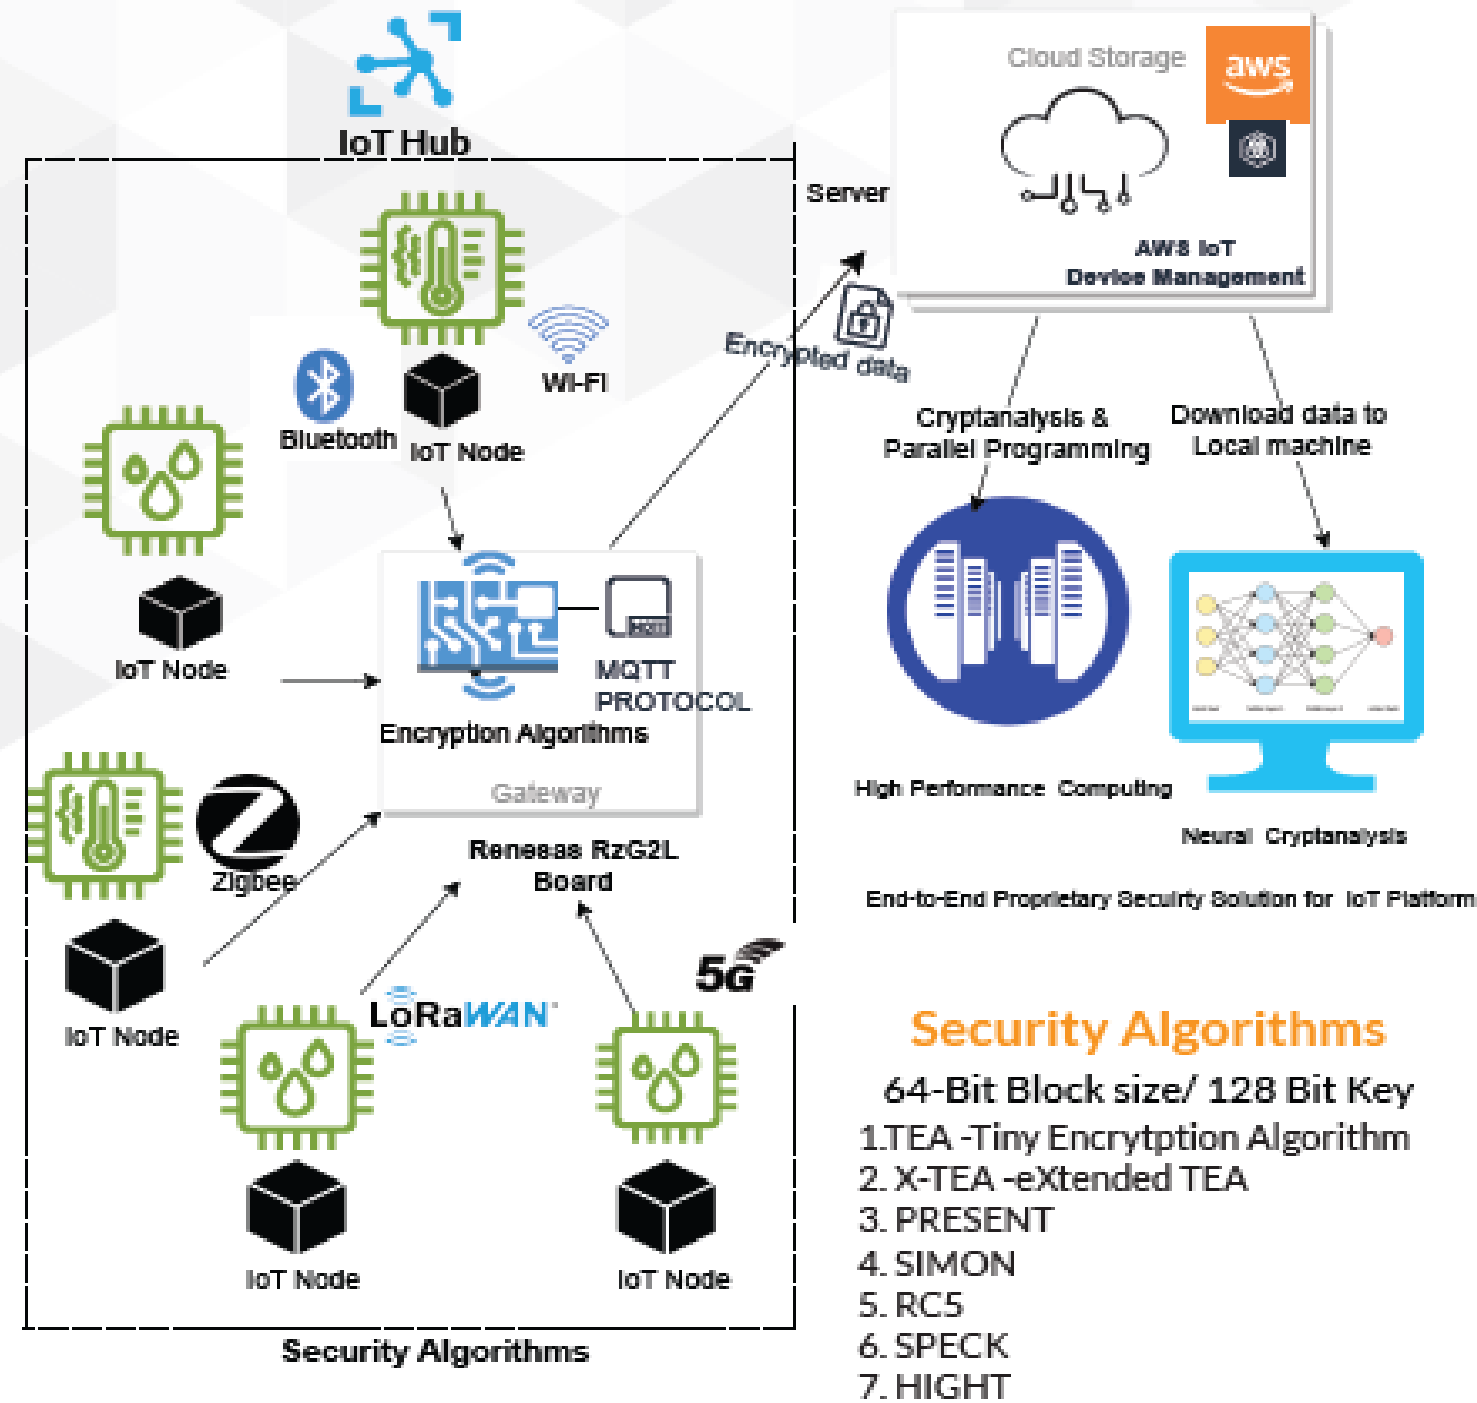 IoT Hub
Cloud Storage
aws
Server
AWS IoT
Device Management
Encrypted data
WI-FI
Bluetooth
IoT Node
Cryptanalysis &
Parallel Programming
Download data to
Local machine
IoT Node
MQTT
PROTOCOL
Encryption Algorithms
Gateway
High Performance Computing
Neural Cryptanalysis
Zigbee
Renesas RzG2L
Board
End-to-End Proprietary Secuirty Solution for IoT Platform
IoT Node
5G
LoRaWAN
IoT Node
IoT Node
Security Algorithms
Security Algorithms
64-Bit Block size/ 128 Bit Key
1.TEA -Tiny Encrytption Algorithm
2. X-TEA -eXtended TEA
3. PRESENT
4. SIMON
5. RC5
6. SPECK
7. HIGHT